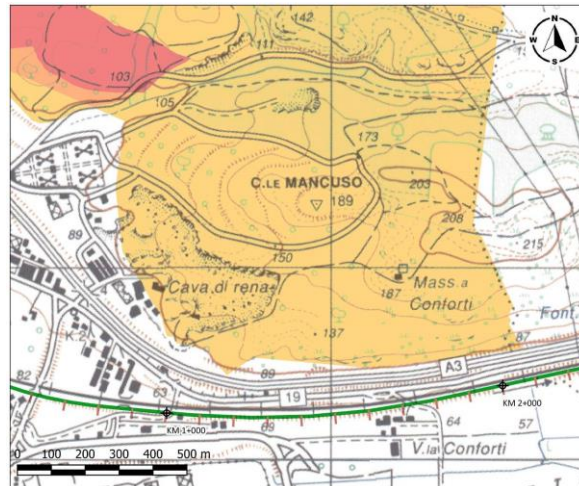 142
N
W E
S
111
103
105
173
C.LE MANCUSO
189
203
208
215
89
150
Cava di rena
187
Mass.a
Conforti
Font
137
K.2
87
82
89
A3
63
19
KM 2+000
KM 1+000
69
64
57
V.la Conforti
0 100 200 300 400 500 m